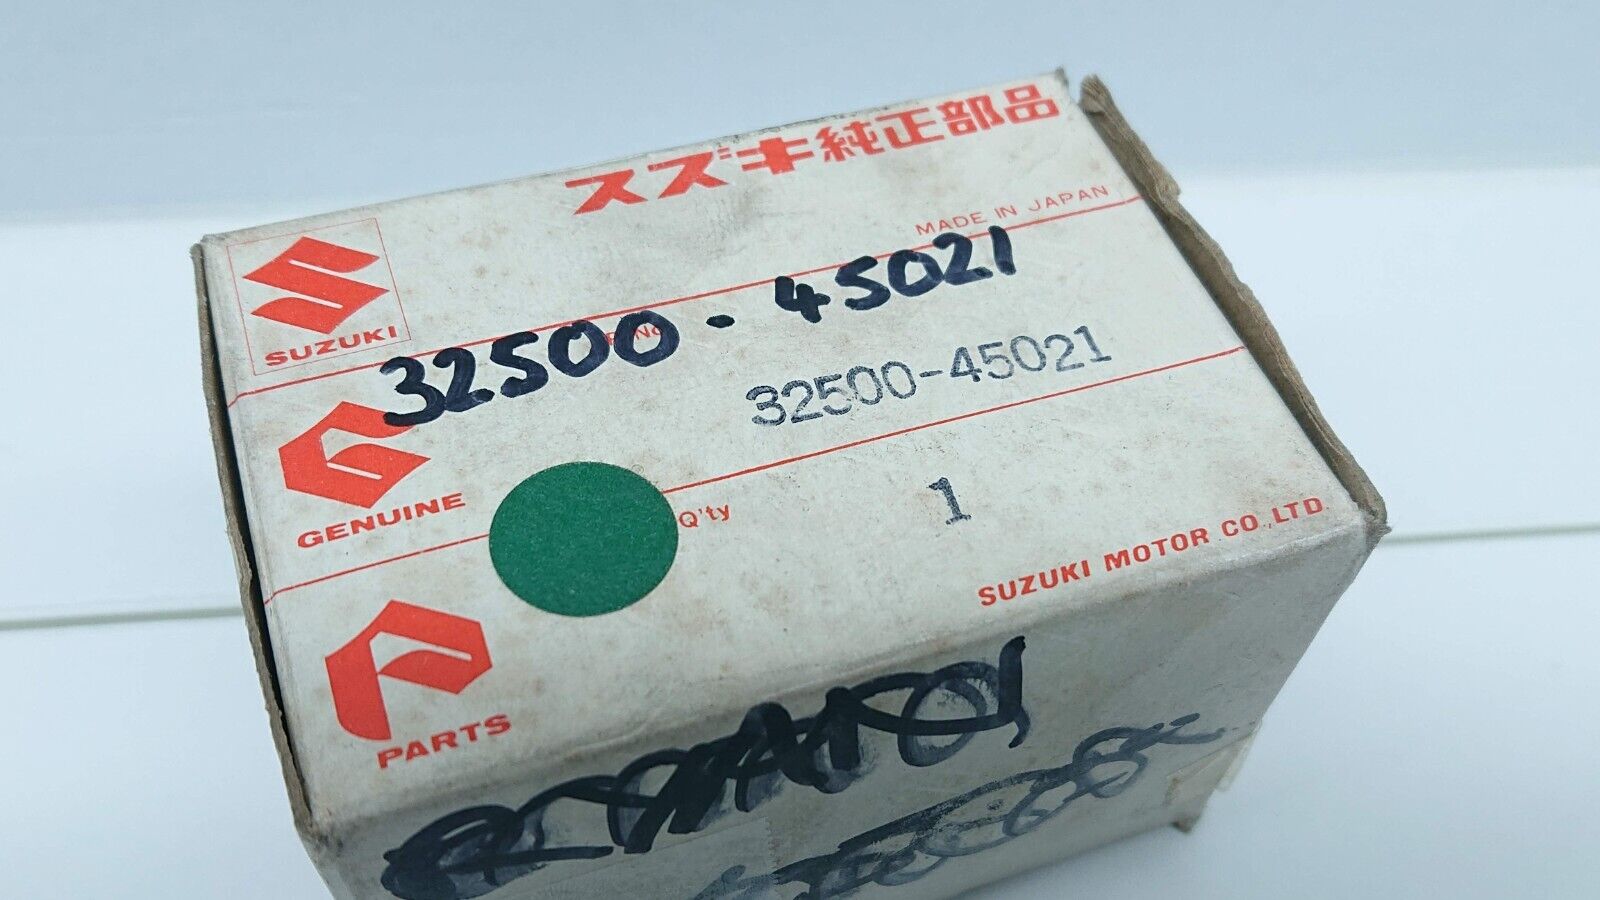 スズキ純正部品
MADE IN JAPAN
SUZUKI
32500-45021
No
32500-45021
GENUINE
Q'ty
1
SUZUKI MOTOR CO.,LTD.
PARTS